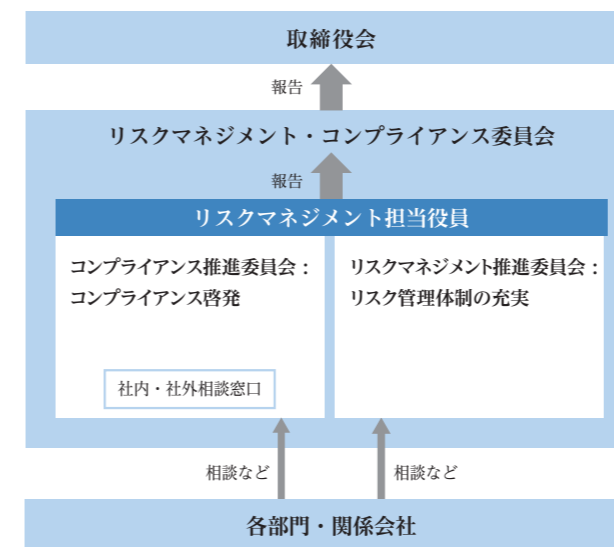 取締役会
報告
リスクマネジメント・コンプライアンス委員会
報告
リスクマネジメント担当役員
コンプライアンス推進委員会：
コンプライアンス啓発
社内・社外相談窓口
リスクマネジメント推進委員会：
リスク管理体制の充実
相談など
相談など
各部門・関係会社